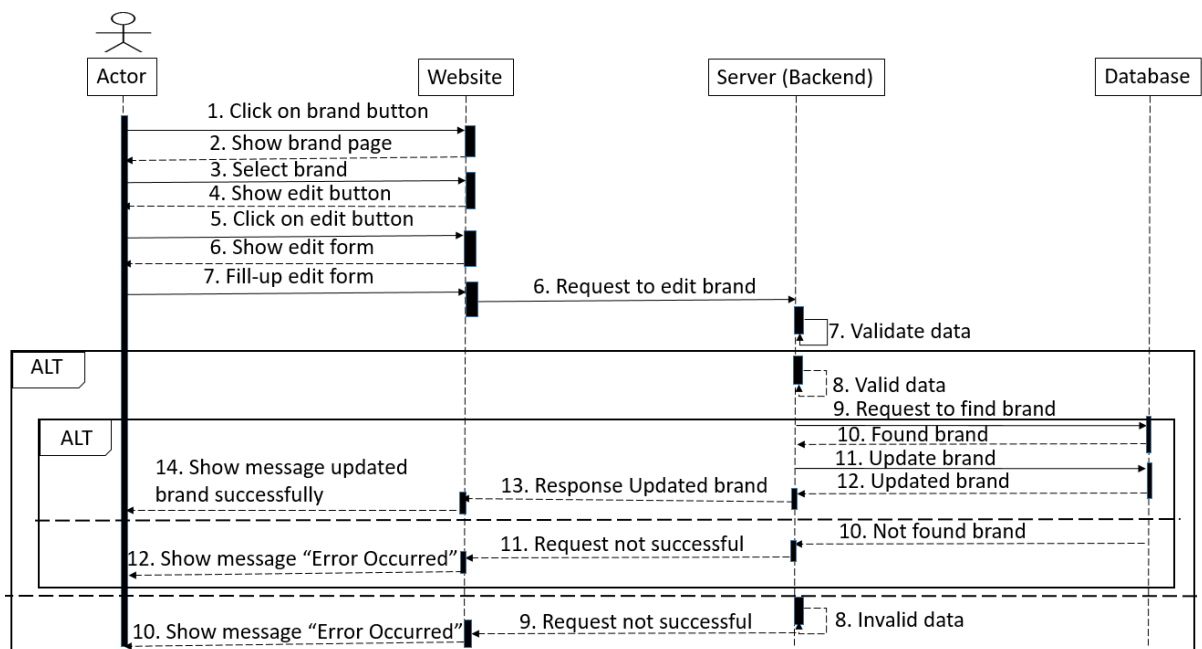 Actor
Website
Server (Backend)
Database
1. Click on brand button
2. Show brand page
3. Select brand
4. Show edit button
5. Click on edit button
6. Show edit form
7. Fill-up edit form
6. Request to edit brand
7. Validate data
ALT
8. Valid data
9. Request to find brand
ALT
10. Found brand
11. Update brand
14. Show message updated
brand successfully
13. Response Updated brand
12. Updated brand
10. Not found brand
11. Request not successful
12. Show message “Error Occurred”
8. Invalid data
9. Request not successful
10. Show message “Error Occurred”